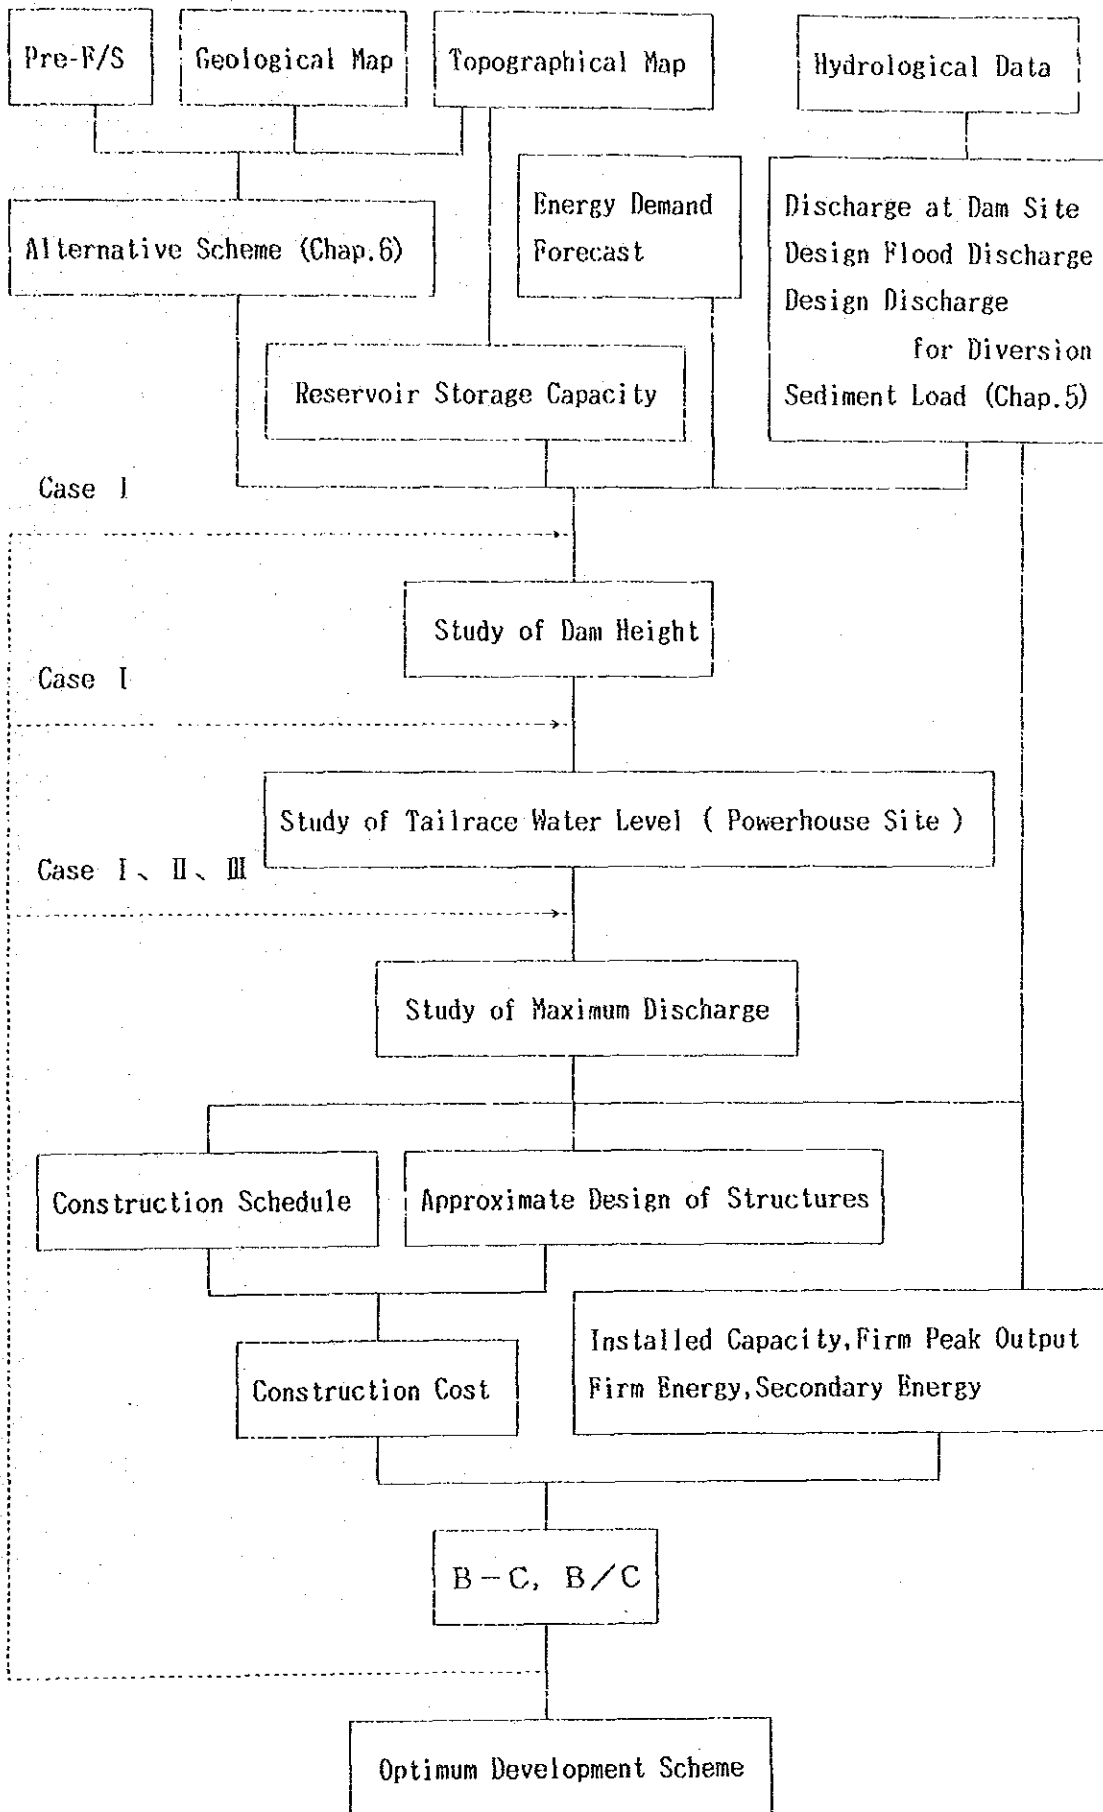 Pre-F/S
Geological Map
Topographical Map
Hydrological Data
Alternative Scheme (Chap.6)
Energy Demand
Forecast
Discharge at Dam Site
Design Flood Discharge
Design Discharge
for Diversion
Sediment Load (Chap.5)
Reservoir Storage Capacity
Case I
Study of Dam Height
Case I
Study of Tailrace Water Level ( Powerhouse Site )
Case I、II、III
Study of Maximum Discharge
Construction Schedule
Approximate Design of Structures
Construction Cost
Installed Capacity,Firm Peak Output
Firm Energy,Secondary Energy
B-C, B/C
Optimum Development Scheme